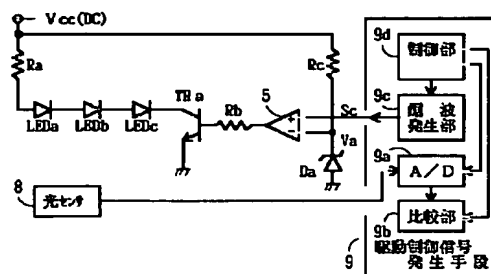 Vcc(DC)
Ra
Rc
9d
制御部
LEDa
LEDb
LEDc
TRa
Rb
5
Sc
Va
Da
9c
鋸波
発生部
9a
A/D
8
光センサ
9b
比較部
9
駆動制御信号
発生手段